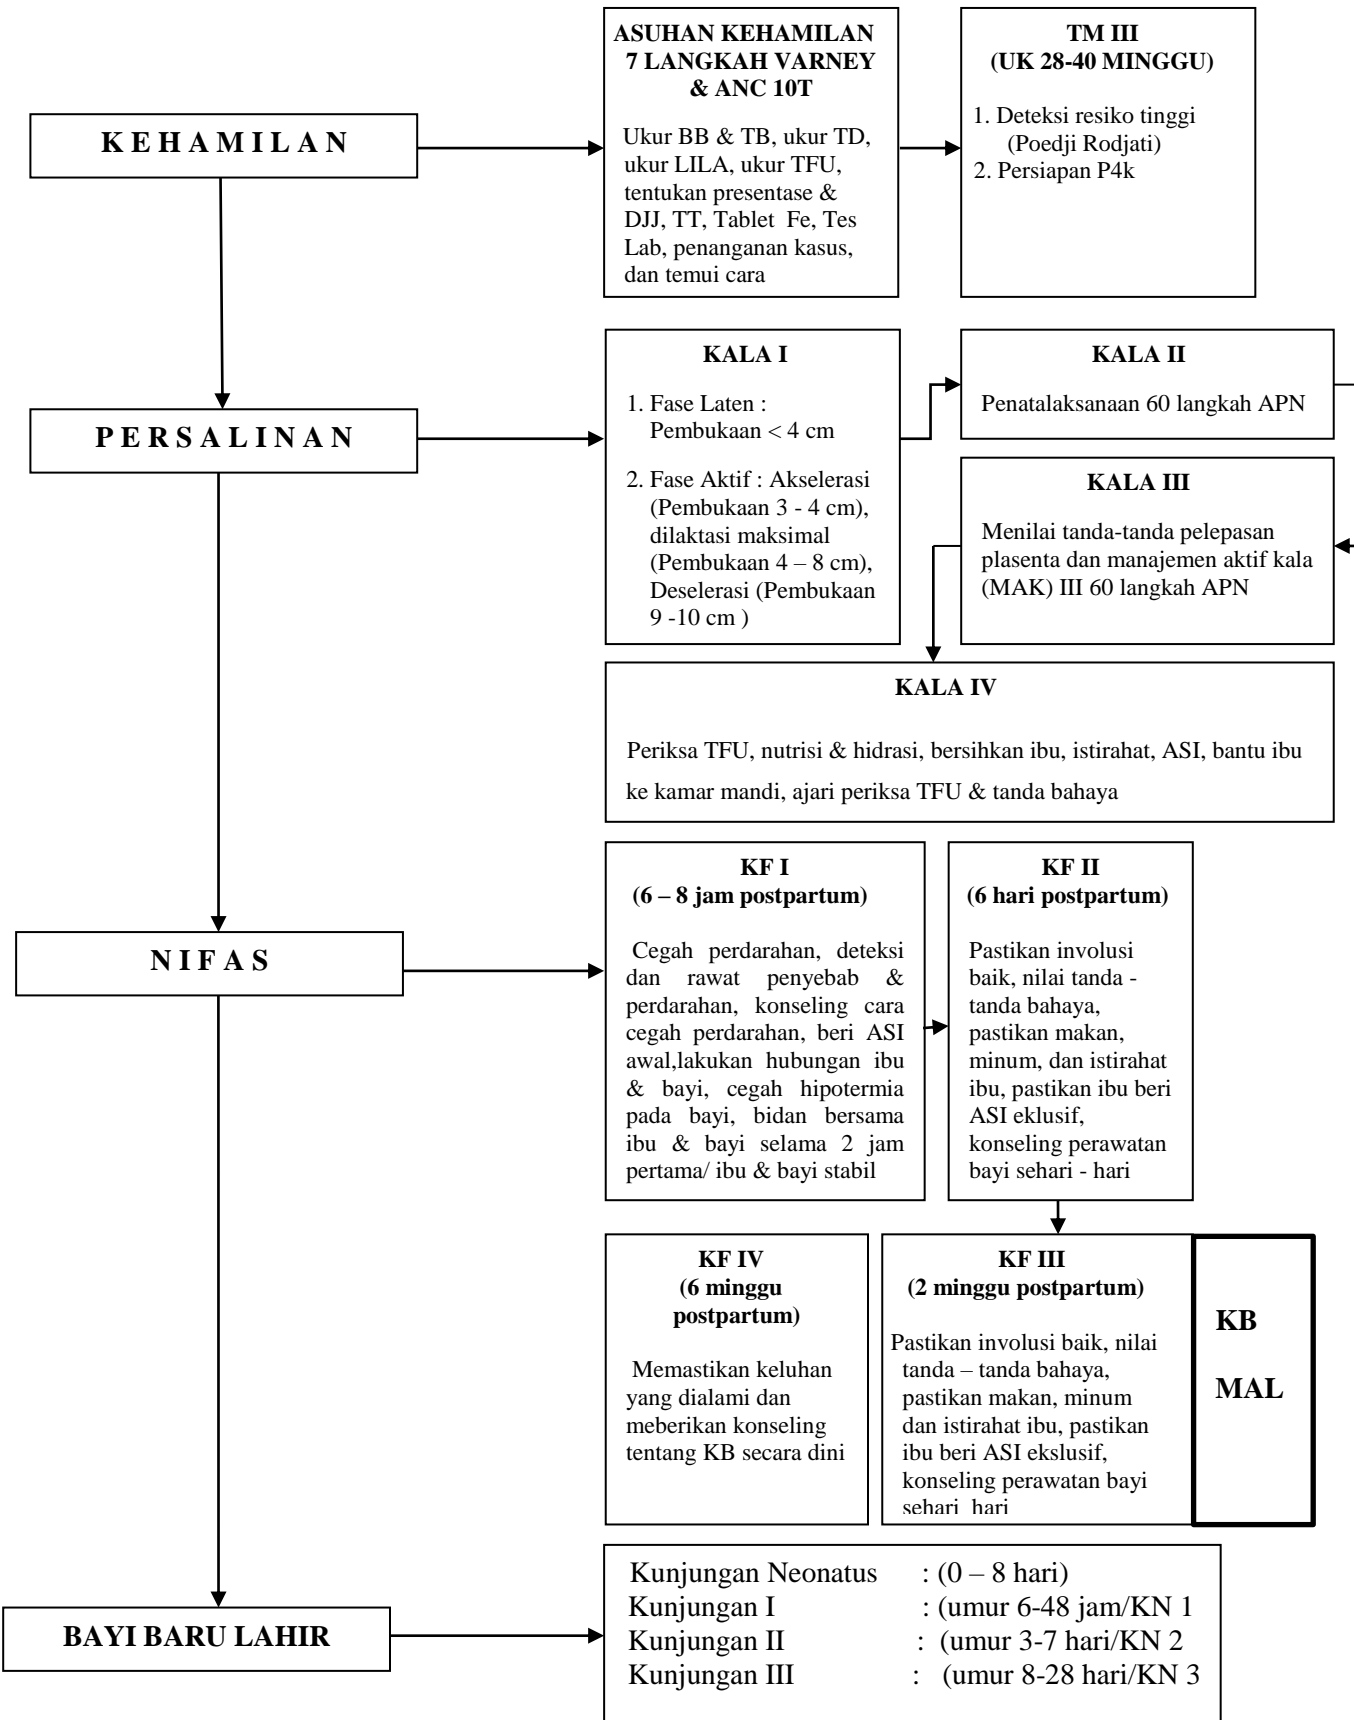 ASUHAN KEHAMILAN
7 LANGKAH VARNEY
& ANC 10T
Ukur BB & TB, ukur TD,
ukur LILA, ukur TFU,
tentukan presentase &
DJJ, TT, Tablet Fe, Tes
Lab, penanganan kasus,
dan temui cara
TM III
(UK 28-40 MINGGU)
1. Deteksi resiko tinggi
(Poedji Rodjati)
2. Persiapan P4k
K E H A M I L A N
KALA I
1. Fase Laten :
Pembukaan < 4 cm
2. Fase Aktif : Akselerasi
(Pembukaan 3 - 4 cm),
dilaktasi maksimal
(Pembukaan 4 – 8 cm),
Deselerasi (Pembukaan
9 -10 cm )
KALA II
Penatalaksanaan 60 langkah APN
P E R S A L I N A N
KALA III
Menilai tanda-tanda pelepasan
plasenta dan manajemen aktif kala
(MAK) III 60 langkah APN
KALA IV
Periksa TFU, nutrisi & hidrasi, bersihkan ibu, istirahat, ASI, bantu ibu
ke kamar mandi, ajari periksa TFU & tanda bahaya
N I F A S
KF I
(6 – 8 jam postpartum)
Cegah perdarahan, deteksi
dan rawat penyebab &
perdarahan, konseling cara
cegah perdarahan, beri ASI
awal,lakukan hubungan ibu
& bayi, cegah hipotermia
pada bayi, bidan bersama
ibu & bayi selama 2 jam
pertama/ ibu & bayi stabil
KF II
(6 hari postpartum)
Pastikan involusi
baik, nilai tanda -
tanda bahaya,
pastikan makan,
minum, dan istirahat
ibu, pastikan ibu beri
ASI eklusif,
konseling perawatan
bayi sehari - hari
KF IV
(6 minggu
postpartum)
Memastikan keluhan
yang dialami dan
meberikan konseling
tentang KB secara dini
KF III
(2 minggu postpartum)
Pastikan involusi baik, nilai
tanda – tanda bahaya,
pastikan makan, minum
dan istirahat ibu, pastikan
ibu beri ASI ekslusif,
konseling perawatan bayi
sehari hari
KB
MAL
BAYI BARU LAHIR
Kunjungan Neonatus : (0 – 8 hari)
Kunjungan I : (umur 6-48 jam/KN 1
Kunjungan II : (umur 3-7 hari/KN 2
Kunjungan III : (umur 8-28 hari/KN 3